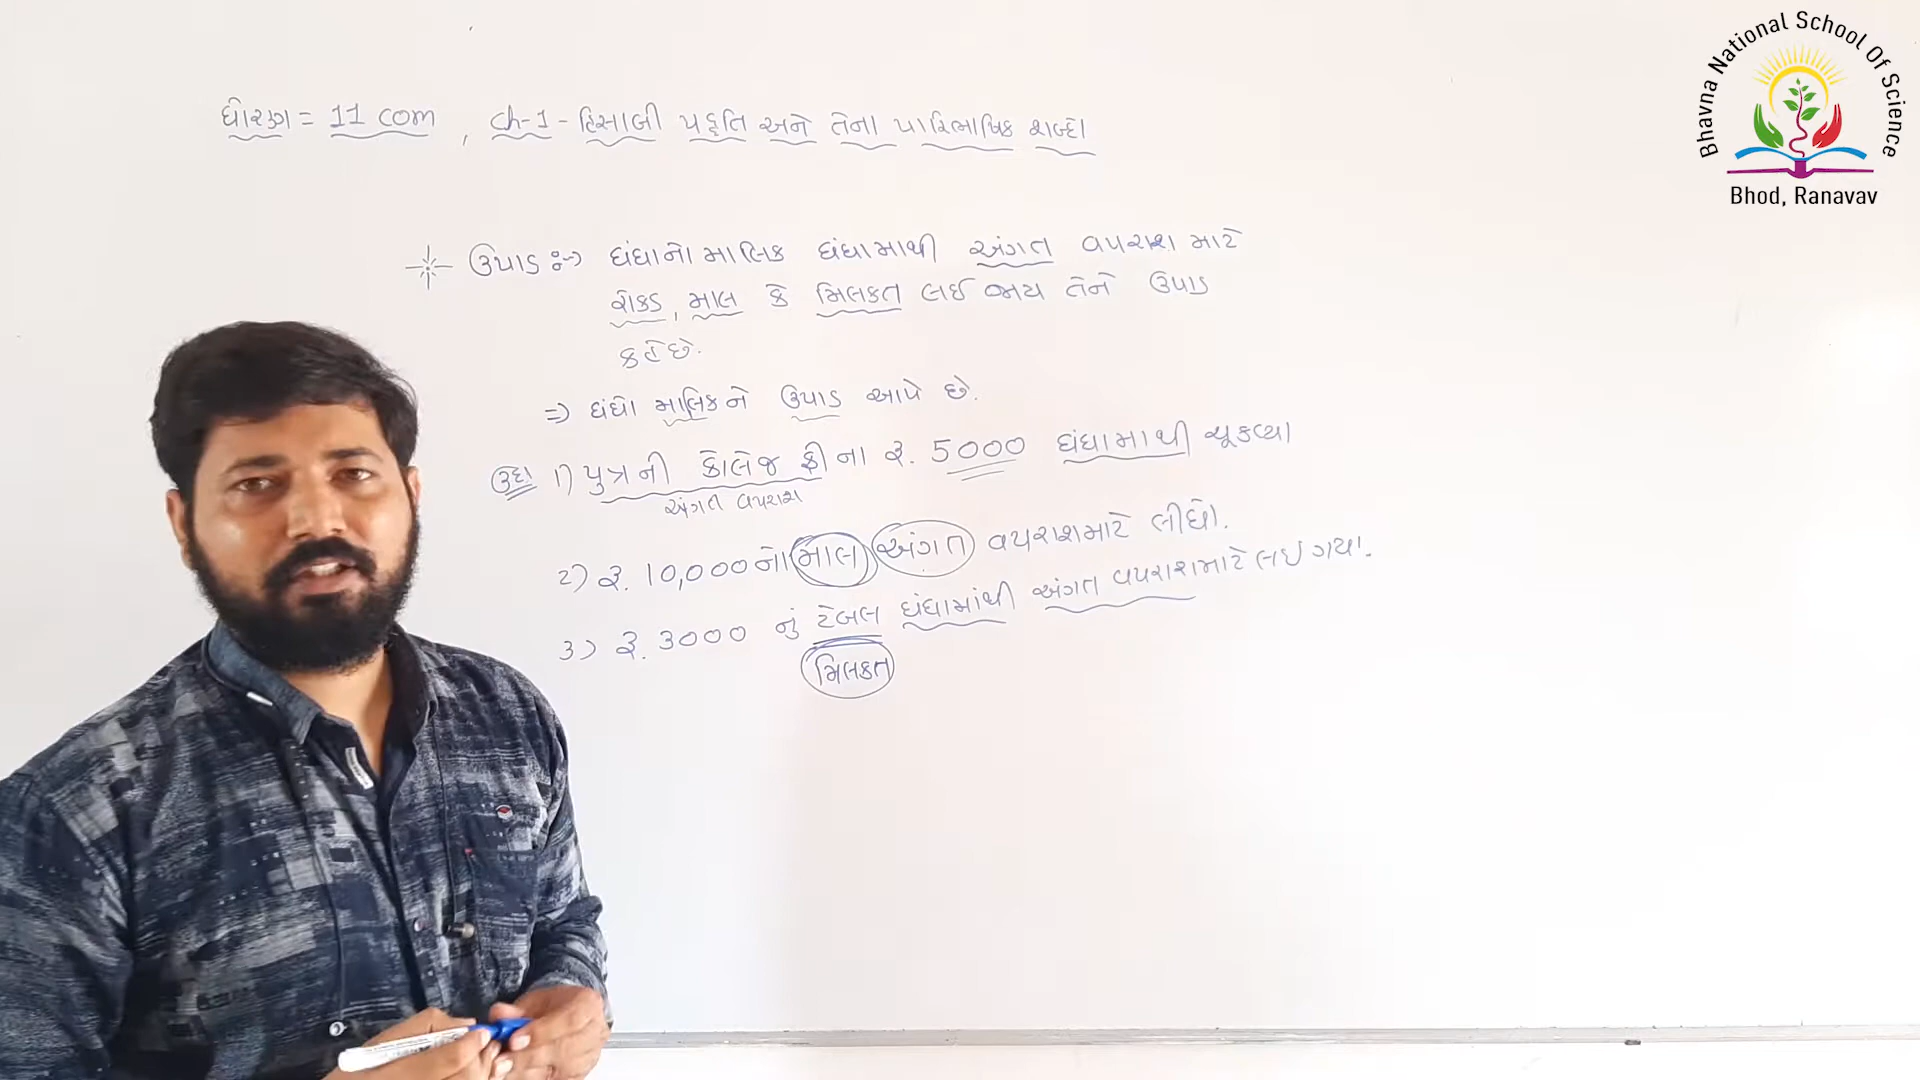 ધોરણ = 11 com , ch-1 - હિસાબી પદ્ધતિ અને તેના પારિભાષિક શબ્દો
ઉપાડ :-> ધંધાનો માલિક ધંધામાથી અંગત વપરાશ માટે
રોકડ, માલ કે મિલકત લઈ જાય તેને ઉપાડ
કહેછે.
=> ધંધો માલિકને ઉપાડ આપે છે.
ઉદા 1) પુત્રની કોલેજ ફીના રૂ. 5000 ધંધામાથી ચૂકવ્યા
અંગત વપરાશ
2) રૂ. 10,000નો માલ અંગત વપરાશમાટે લીધો.
3) રૂ. 3000 નું ટેબલ ધંધામાંથી અંગત વપરાશમાટે લઇ ગયા.
મિલકત
Bhavna National School Of Science
Bhod, Ranavav